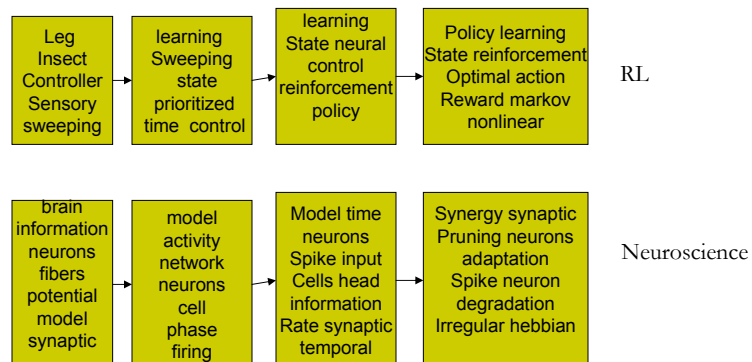 Leg
Insect
Controller
Sensory
sweeping
learning
Sweeping
state
prioritized
time control
learning
State neural
control
reinforcement
policy
Policy learning
State reinforcement
Optimal action
Reward markov
nonlinear
RL
brain
information
neurons
fibers
potential
model
synaptic
model
activity
network
neurons
cell
phase
firing
Model time
neurons
Spike input
Cells head
information
Rate synaptic
temporal
Synergy synaptic
Pruning neurons
adaptation
Spike neuron
degradation
Irregular hebbian
Neuroscience